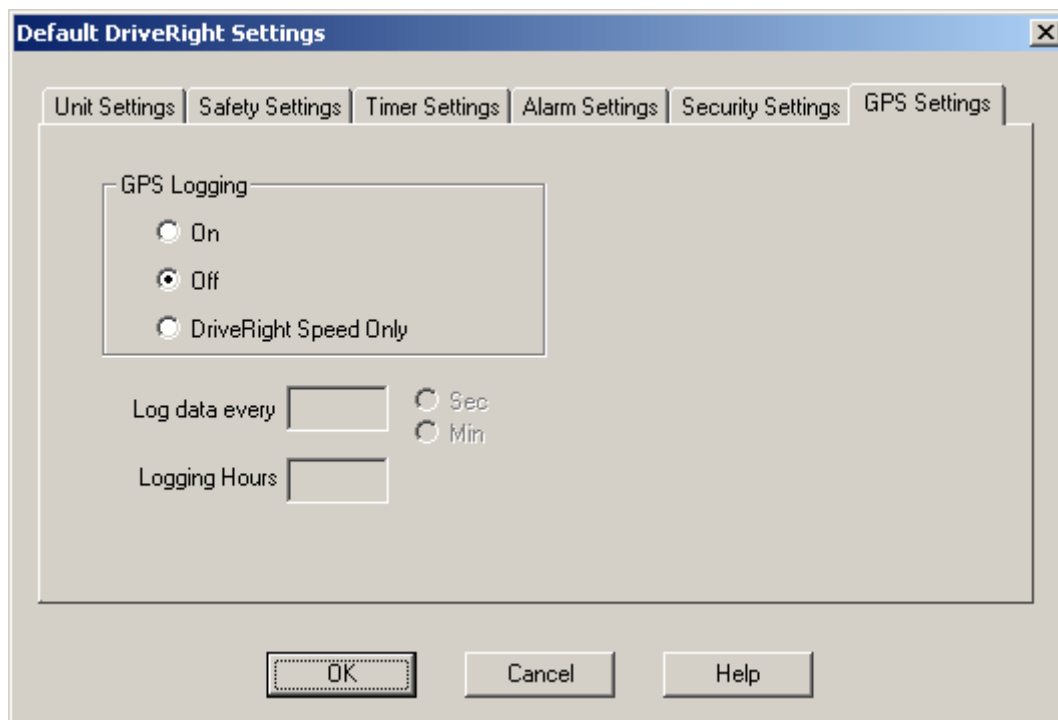 Default DriveRight Settings
Unit Settings Safety Settings Timer Settings Alarm Settings Security Settings GPS Settings
GPS Logging
On
Off
DriveRight Speed Only
Log data every Sec
Min
Logging Hours
OK Cancel Help